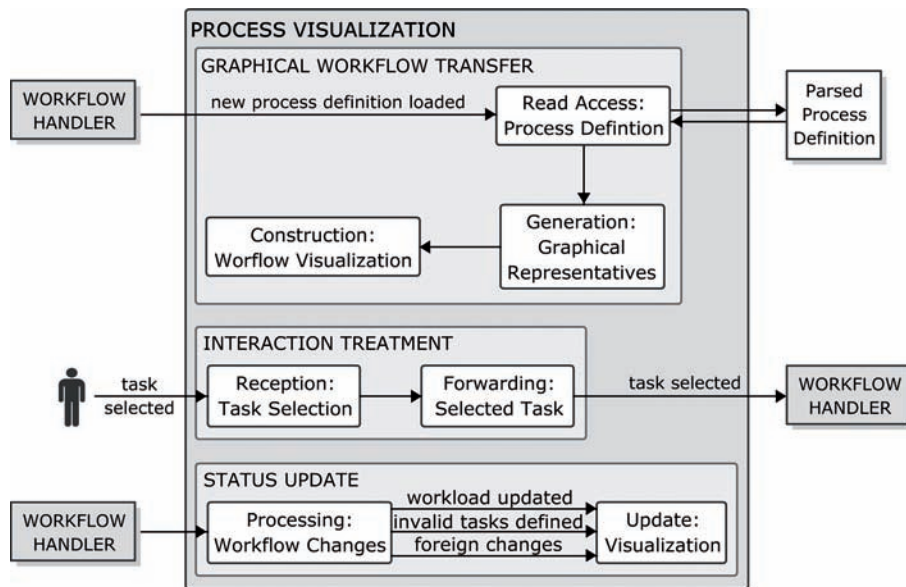 PROCESS VISUALIZATION
GRAPHICAL WORKFLOW TRANSFER
WORKFLOW
HANDLER
new process definition loaded
Read Access:
Process Defintion
Parsed
Process
Definition
Construction:
Worflow Visualization
Generation:
Graphical
Representatives
INTERACTION TREATMENT
task
selected
Reception:
Task Selection
Forwarding:
Selected Task
task selected
WORKFLOW
HANDLER
STATUS UPDATE
WORKFLOW
HANDLER
Processing:
Workflow Changes
workload updated
invalid tasks defined
foreign changes
Update:
Visualization